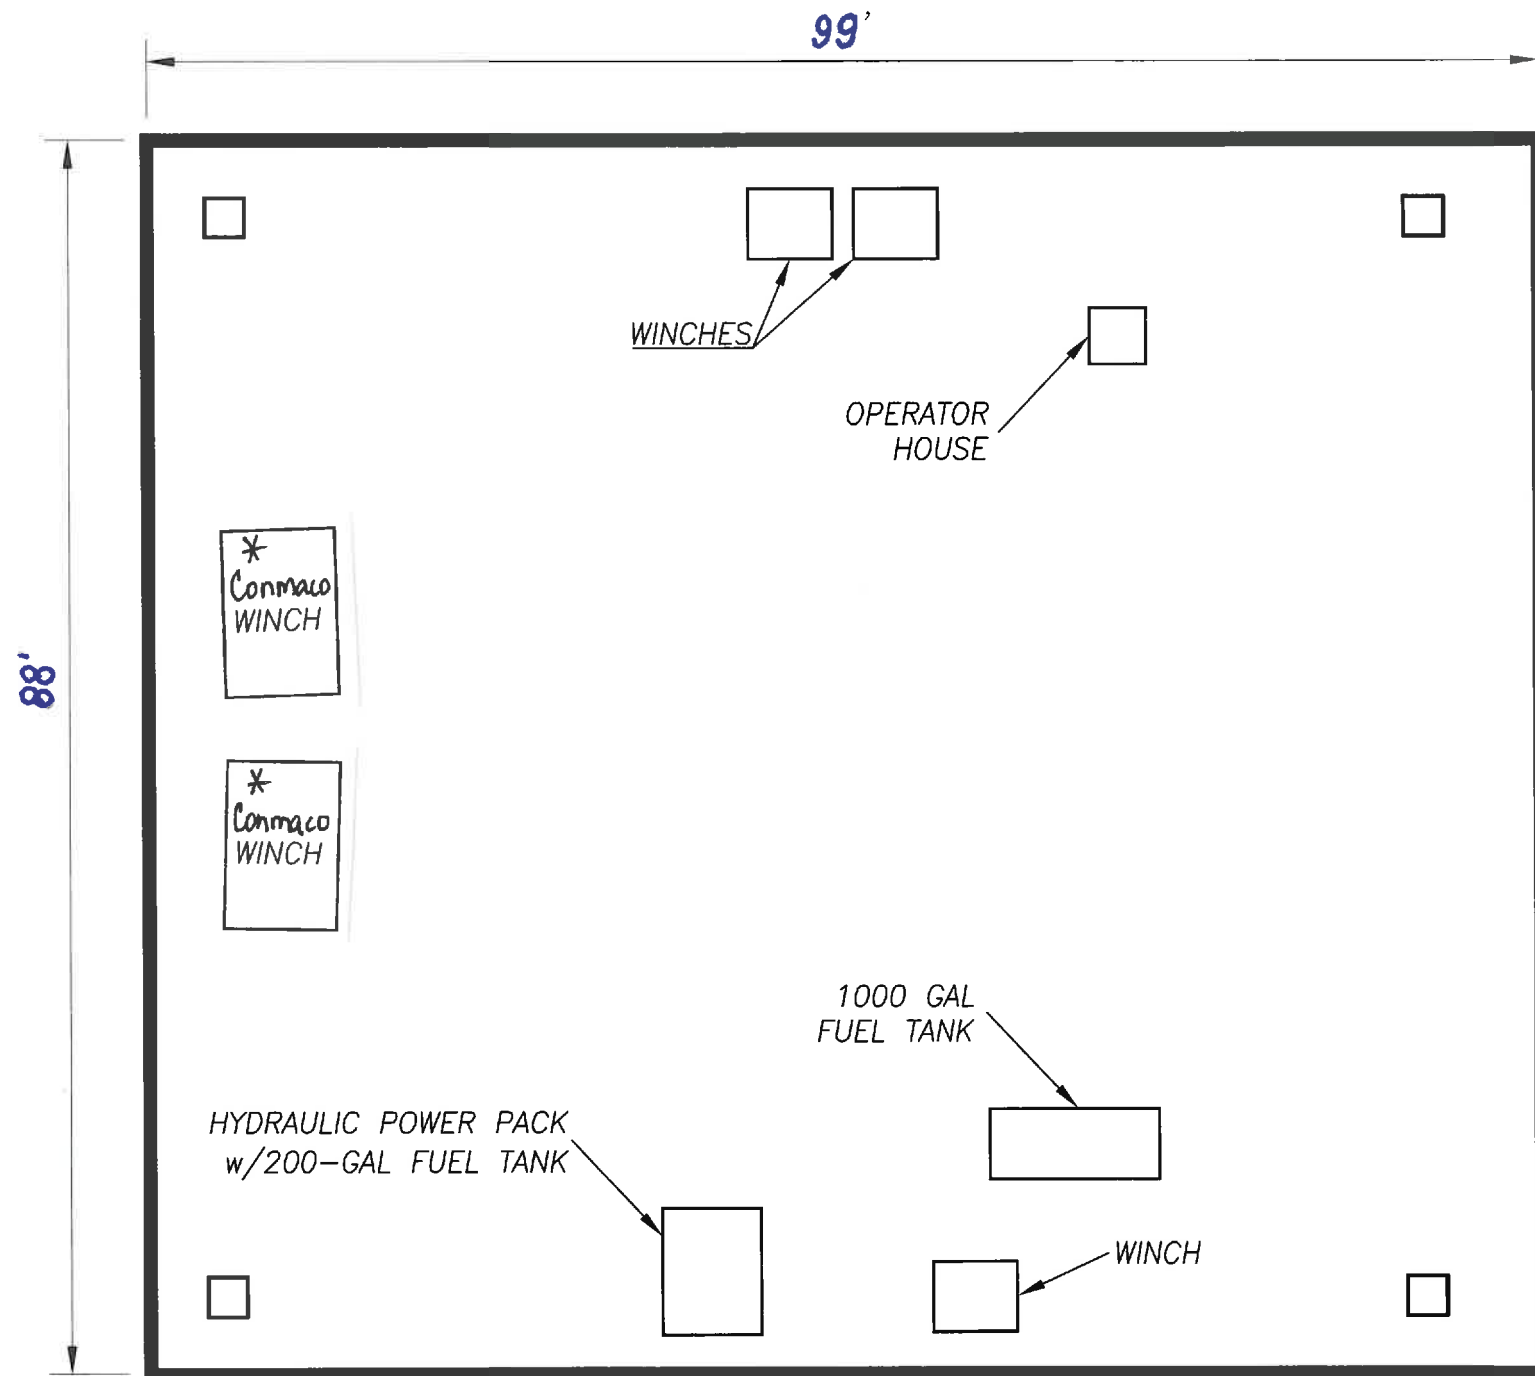 99'
WINCHES
OPERATOR
HOUSE
*
Conmaco
WINCH
88'
*
Conmaco
WINCH
1000 GAL
FUEL TANK
HYDRAULIC POWER PACK
w/200-GAL FUEL TANK
WINCH